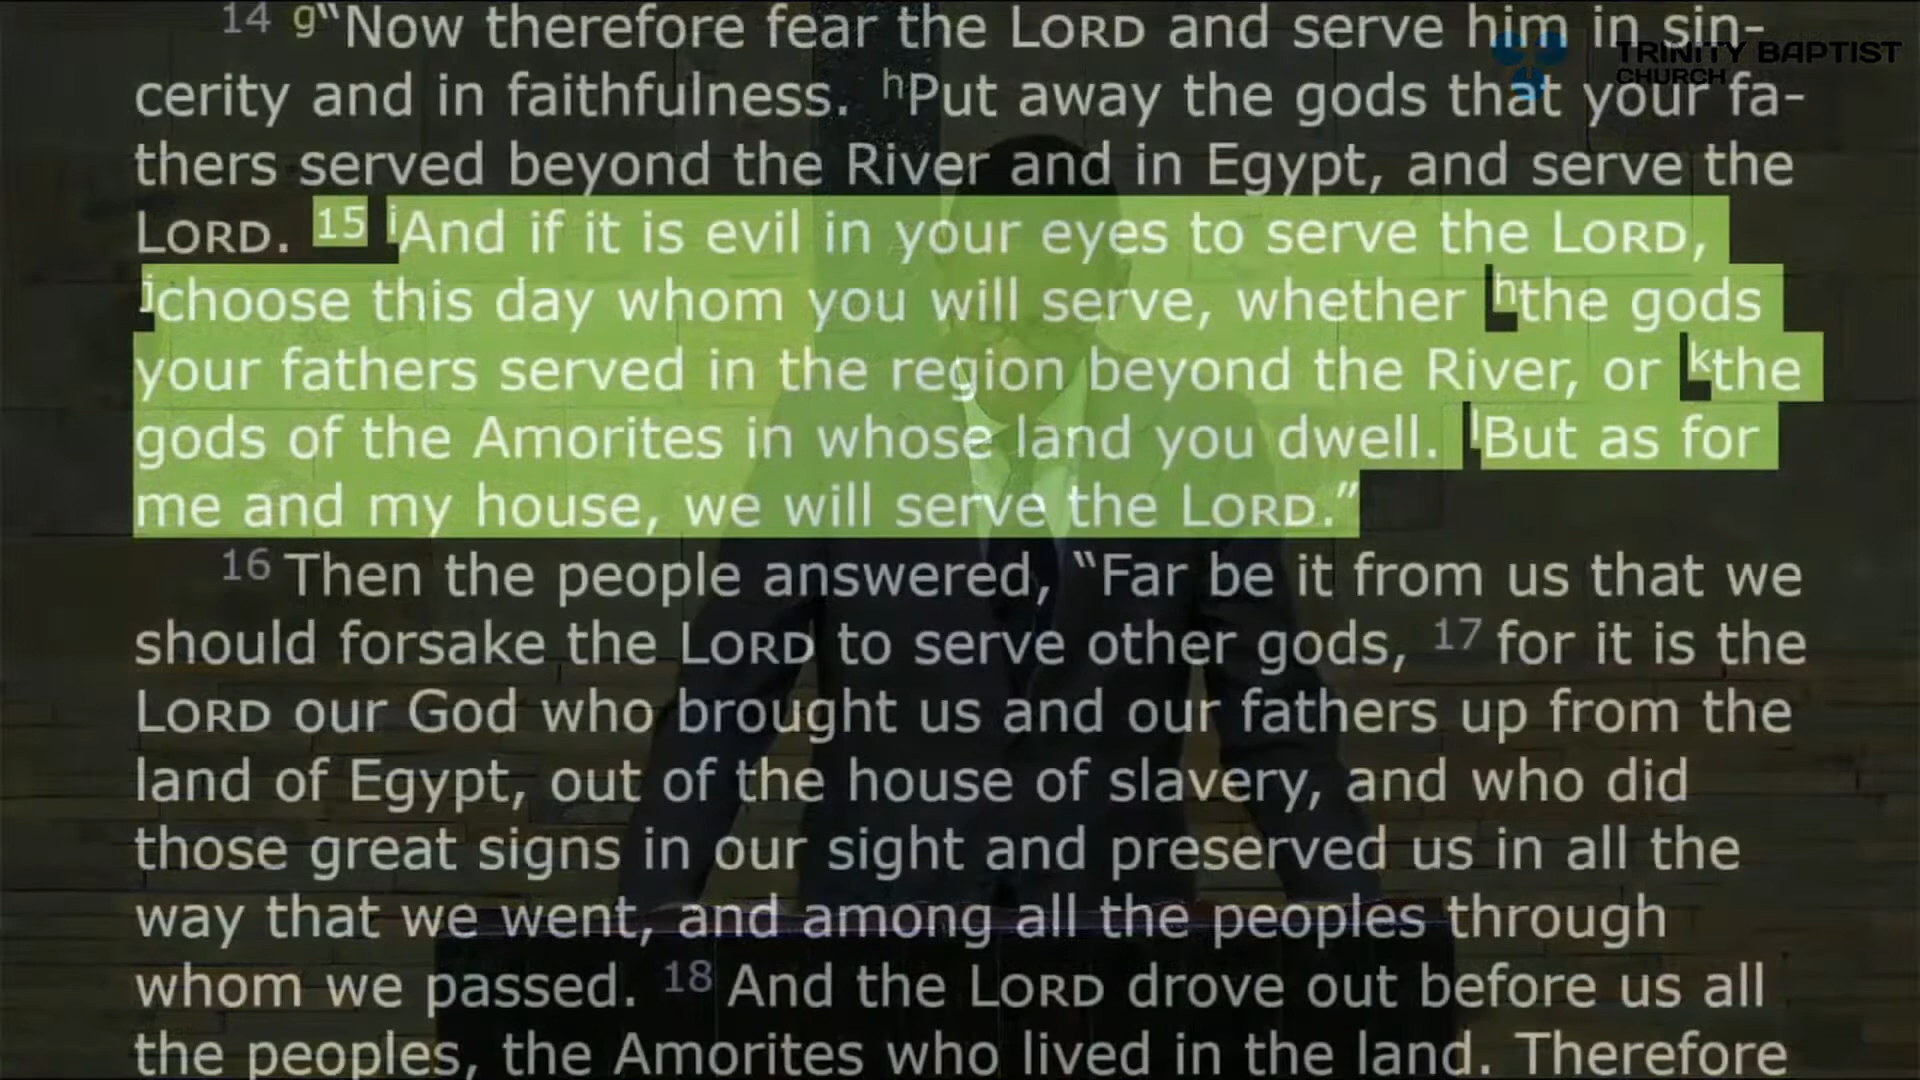 TRINITY BAPTIST
CHURCH
14 g“Now therefore fear the LORD and serve him in sin-
cerity and in faithfulness. hPut away the gods that your fa-
thers served beyond the River and in Egypt, and serve the
LORD. 15 iAnd if it is evil in your eyes to serve the LORD,
jchoose this day whom you will serve, whether hthe gods
your fathers served in the region beyond the River, or kthe
gods of the Amorites in whose land you dwell. lBut as for
me and my house, we will serve the LORD.”
16 Then the people answered, “Far be it from us that we
should forsake the LORD to serve other gods, 17 for it is the
LORD our God who brought us and our fathers up from the
land of Egypt, out of the house of slavery, and who did
those great signs in our sight and preserved us in all the
way that we went, and among all the peoples through
whom we passed. 18 And the LORD drove out before us all
the peoples, the Amorites who lived in the land. Therefore